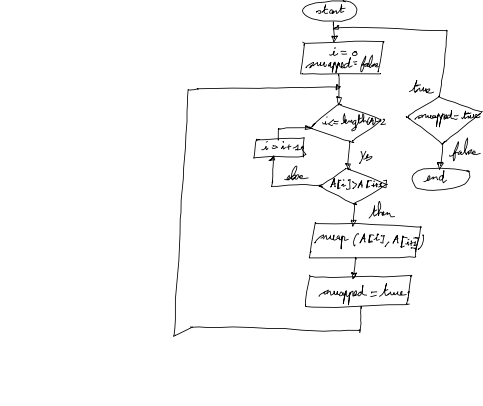 start
i = 0
swapped = false
true
i <= length(A)-2
swapped = true
i = i+1
yes
false
else
A[i]>A[i+1]
end
then
swap (A[i], A[i+1])
swapped = true